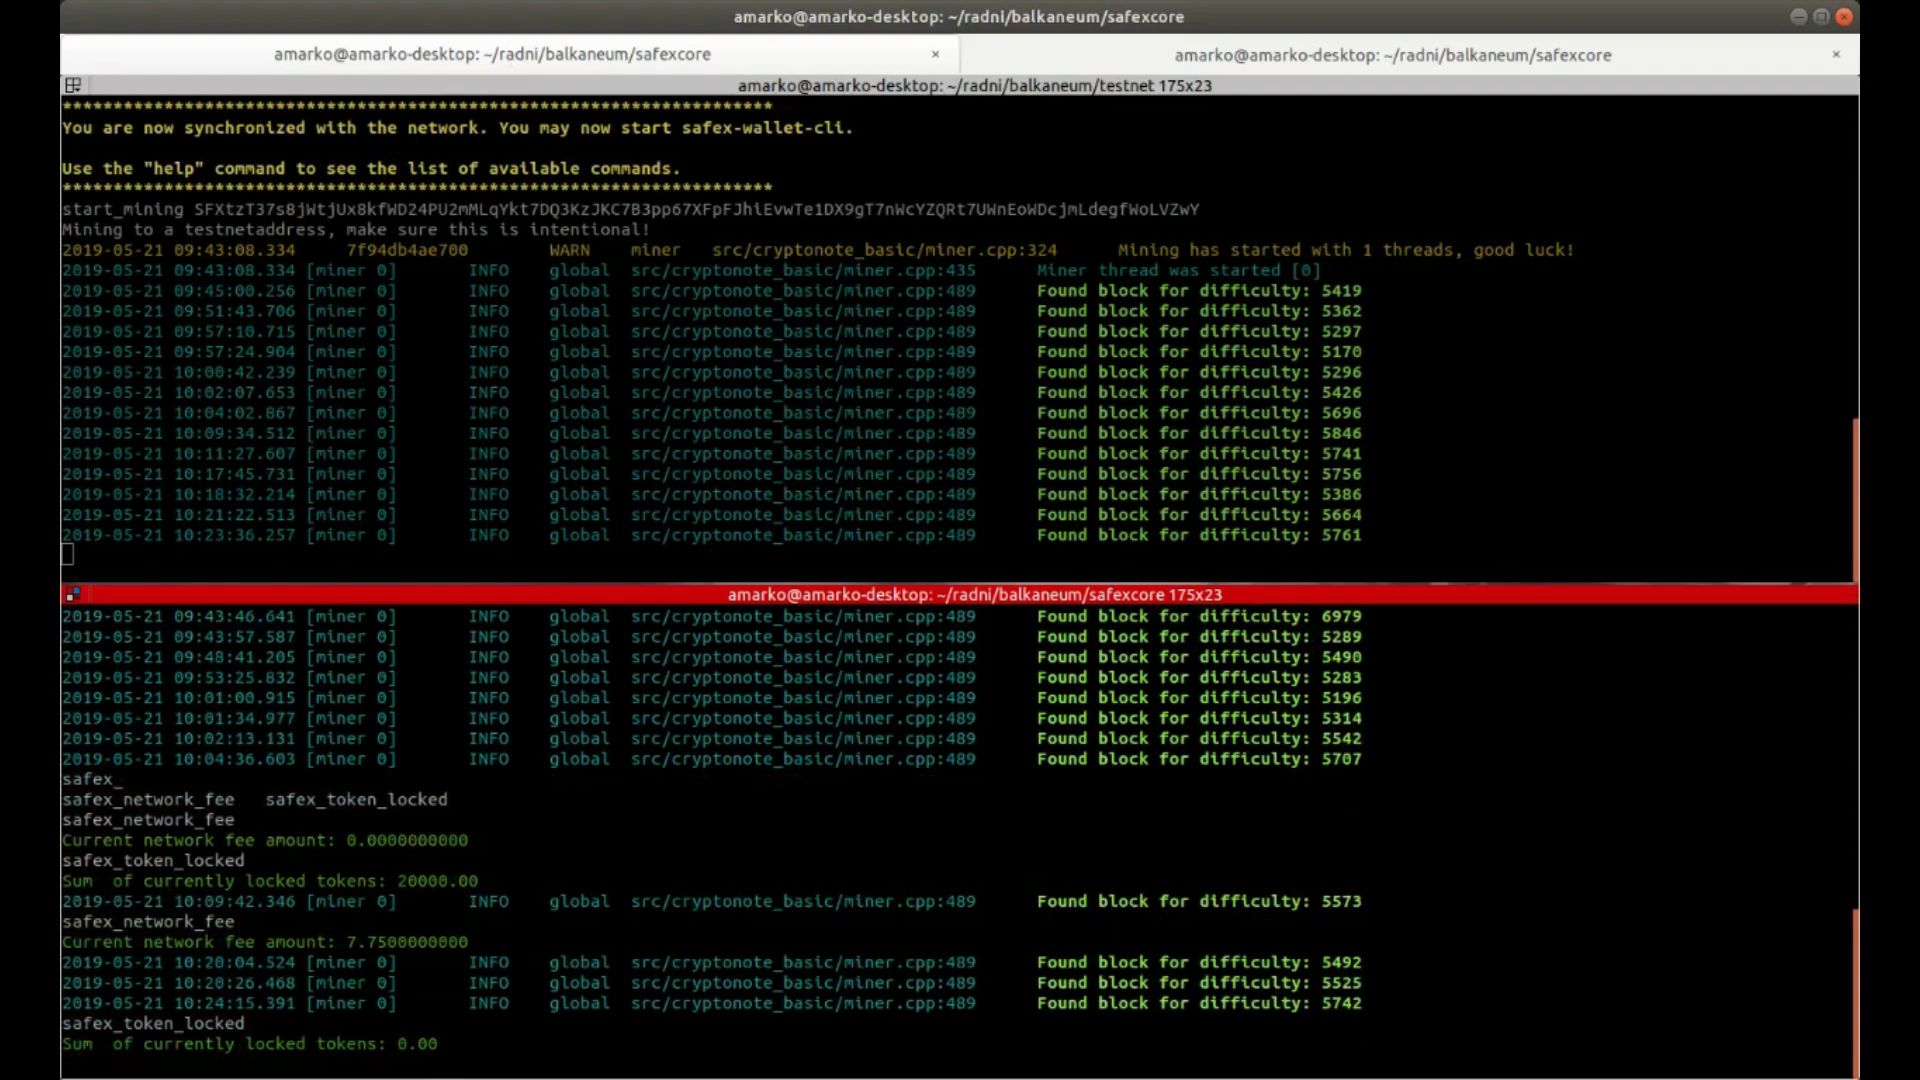 amarko@amarko-desktop: ~/radni/balkaneum/safexcore
amarko@amarko-desktop: ~/radni/balkaneum/safexcore × amarko@amarko-desktop: ~/radni/balkaneum/safexcore ×
amarko@amarko-desktop: ~/radni/balkaneum/testnet 175x23
**********************************************************************
You are now synchronized with the network. You may now start safex-wallet-cli.
Use the "help" command to see the list of available commands.
**********************************************************************
start_mining SFXtzT37s8jWtjUx8kfWD24PU2mMLqYkt7DQ3KzJKC7B3pp67XFpFJhiEvwTe1DX9gT7nWcYZQRt7UWnEoWDcjmLdegfWoLVZwY
Mining to a testnetaddress, make sure this is intentional!
2019-05-21 09:43:08.334 7f94db4ae700 WARN miner src/cryptonote_basic/miner.cpp:324 Mining has started with 1 threads, good luck!
2019-05-21 09:43:08.334 [miner 0] INFO global src/cryptonote_basic/miner.cpp:435 Miner thread was started [0]
2019-05-21 09:45:00.256 [miner 0] INFO global src/cryptonote_basic/miner.cpp:489 Found block for difficulty: 5419
2019-05-21 09:51:43.706 [miner 0] INFO global src/cryptonote_basic/miner.cpp:489 Found block for difficulty: 5362
2019-05-21 09:57:10.715 [miner 0] INFO global src/cryptonote_basic/miner.cpp:489 Found block for difficulty: 5297
2019-05-21 09:57:24.904 [miner 0] INFO global src/cryptonote_basic/miner.cpp:489 Found block for difficulty: 5170
2019-05-21 10:00:42.239 [miner 0] INFO global src/cryptonote_basic/miner.cpp:489 Found block for difficulty: 5296
2019-05-21 10:02:07.653 [miner 0] INFO global src/cryptonote_basic/miner.cpp:489 Found block for difficulty: 5426
2019-05-21 10:04:02.867 [miner 0] INFO global src/cryptonote_basic/miner.cpp:489 Found block for difficulty: 5696
2019-05-21 10:09:34.512 [miner 0] INFO global src/cryptonote_basic/miner.cpp:489 Found block for difficulty: 5846
2019-05-21 10:11:27.607 [miner 0] INFO global src/cryptonote_basic/miner.cpp:489 Found block for difficulty: 5741
2019-05-21 10:17:45.731 [miner 0] INFO global src/cryptonote_basic/miner.cpp:489 Found block for difficulty: 5756
2019-05-21 10:18:32.214 [miner 0] INFO global src/cryptonote_basic/miner.cpp:489 Found block for difficulty: 5386
2019-05-21 10:21:22.513 [miner 0] INFO global src/cryptonote_basic/miner.cpp:489 Found block for difficulty: 5664
2019-05-21 10:23:36.257 [miner 0] INFO global src/cryptonote_basic/miner.cpp:489 Found block for difficulty: 5761
amarko@amarko-desktop: ~/radni/balkaneum/safexcore 175x23
2019-05-21 09:43:46.641 [miner 0] INFO global src/cryptonote_basic/miner.cpp:489 Found block for difficulty: 6979
2019-05-21 09:43:57.587 [miner 0] INFO global src/cryptonote_basic/miner.cpp:489 Found block for difficulty: 5289
2019-05-21 09:48:41.205 [miner 0] INFO global src/cryptonote_basic/miner.cpp:489 Found block for difficulty: 5490
2019-05-21 09:53:25.832 [miner 0] INFO global src/cryptonote_basic/miner.cpp:489 Found block for difficulty: 5283
2019-05-21 10:01:00.915 [miner 0] INFO global src/cryptonote_basic/miner.cpp:489 Found block for difficulty: 5196
2019-05-21 10:01:34.977 [miner 0] INFO global src/cryptonote_basic/miner.cpp:489 Found block for difficulty: 5314
2019-05-21 10:02:13.131 [miner 0] INFO global src/cryptonote_basic/miner.cpp:489 Found block for difficulty: 5542
2019-05-21 10:04:36.603 [miner 0] INFO global src/cryptonote_basic/miner.cpp:489 Found block for difficulty: 5707
safex_
safex_network_fee safex_token_locked
safex_network_fee
Current network fee amount: 0.0000000000
safex_token_locked
Sum of currently locked tokens: 20000.00
2019-05-21 10:09:42.346 [miner 0] INFO global src/cryptonote_basic/miner.cpp:489 Found block for difficulty: 5573
safex_network_fee
Current network fee amount: 7.7500000000
2019-05-21 10:20:04.524 [miner 0] INFO global src/cryptonote_basic/miner.cpp:489 Found block for difficulty: 5492
2019-05-21 10:20:26.468 [miner 0] INFO global src/cryptonote_basic/miner.cpp:489 Found block for difficulty: 5525
2019-05-21 10:24:15.391 [miner 0] INFO global src/cryptonote_basic/miner.cpp:489 Found block for difficulty: 5742
safex_token_locked
Sum of currently locked tokens: 0.00